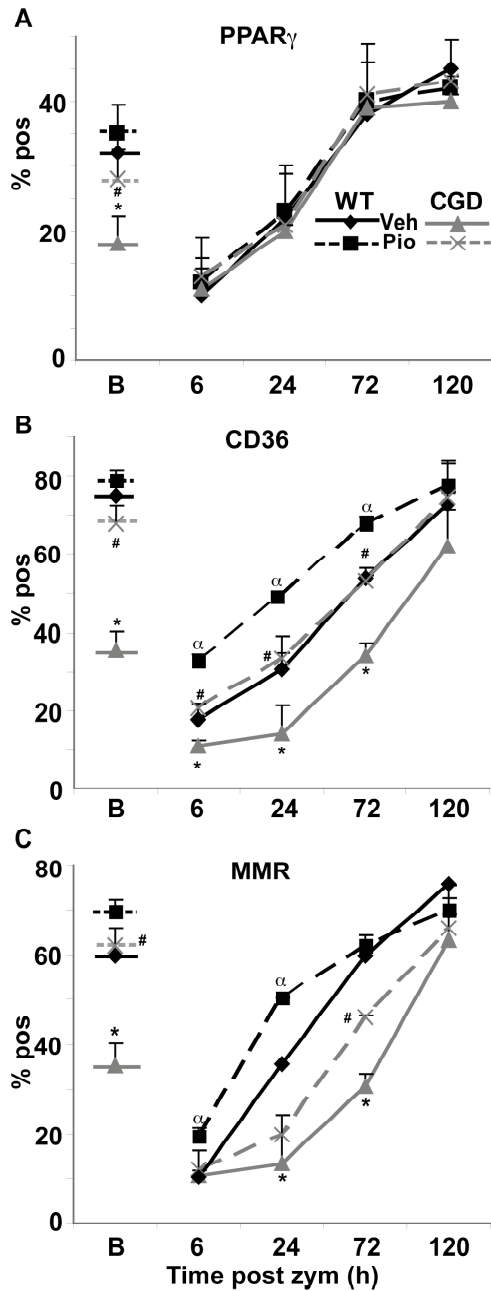 A
PPARγ
% pos
40
20
0
#
*
WT CGD
Veh
Pio
B 6 24 72 120
B
CD36
% pos
80
60
40
20
0
#
*
α
α
α
#
#
#
*
*
*
B 6 24 72 120
C
MMR
% pos
80
60
40
20
0
#
*
α
α
#
*
*
B 6 24 72 120
Time post zym (h)